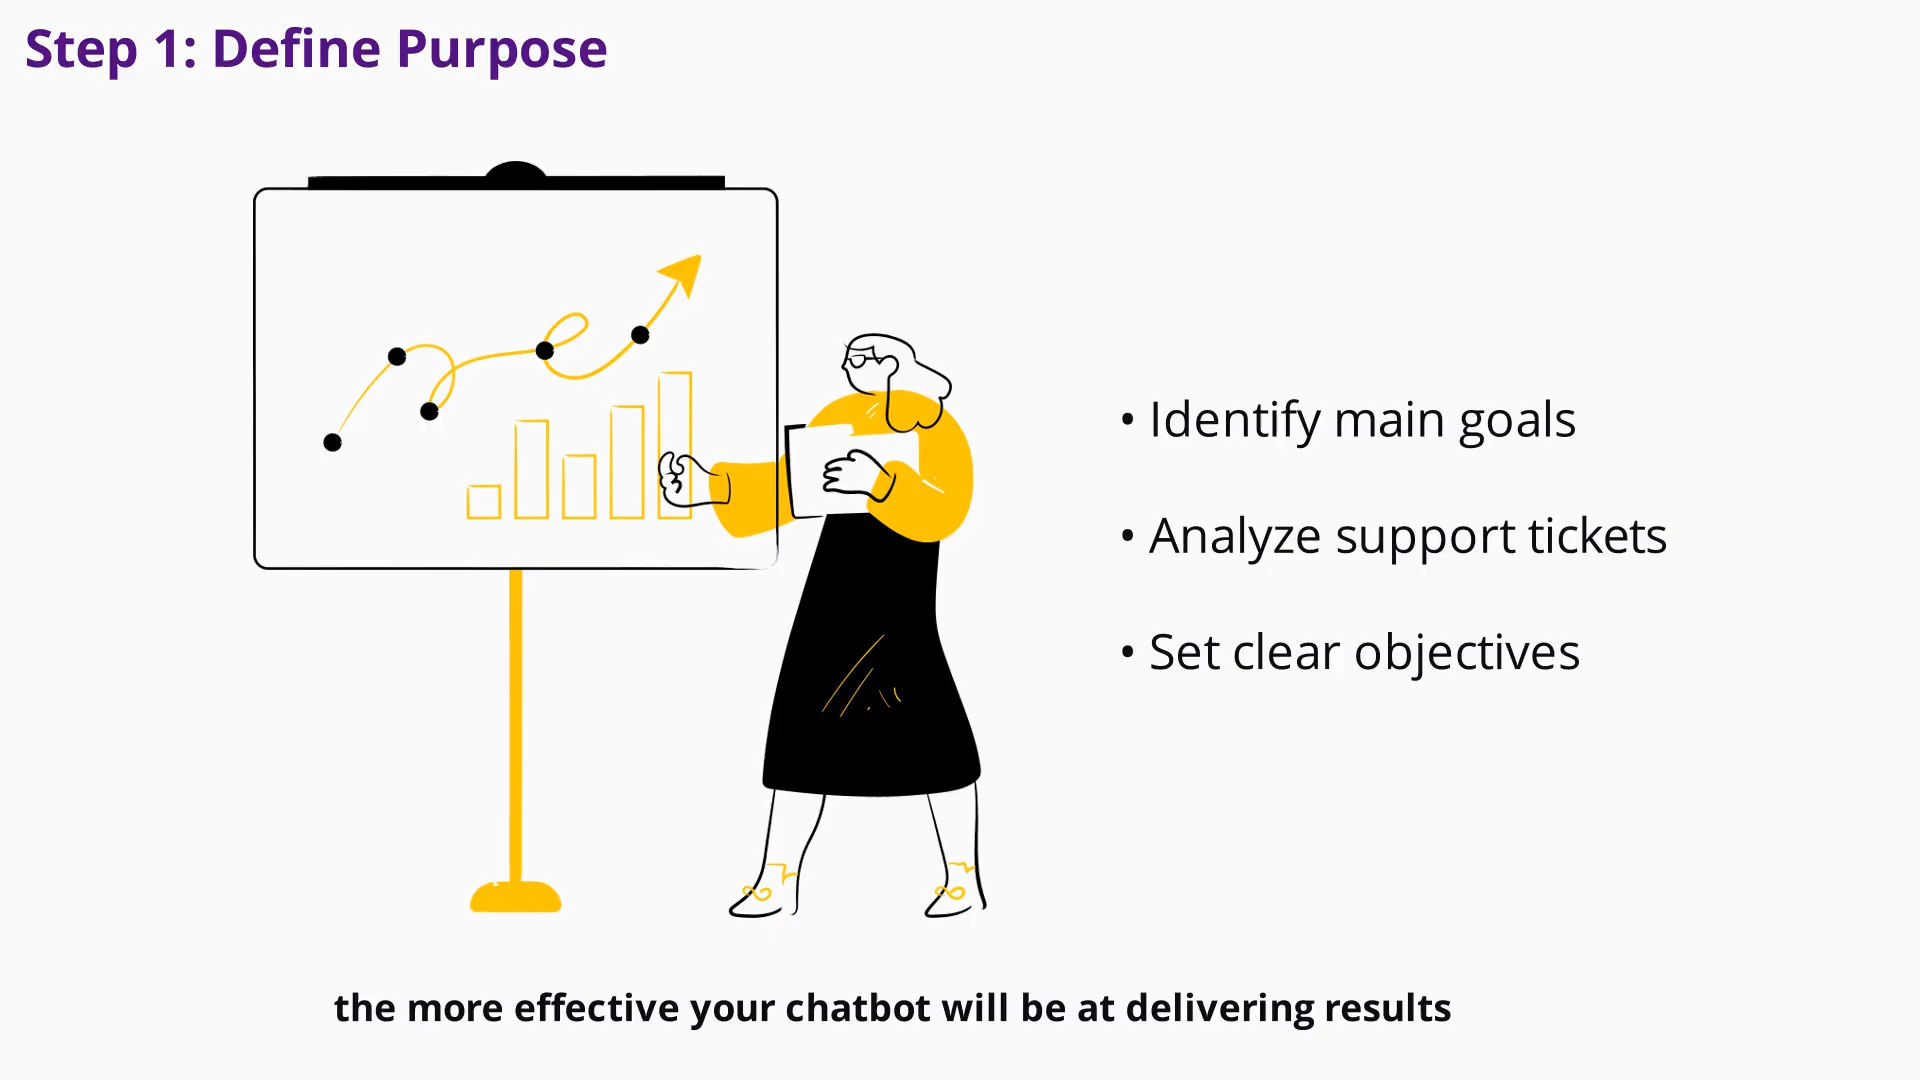 Step 1: Define Purpose
• Identify main goals
• Analyze support tickets
• Set clear objectives
the more effective your chatbot will be at delivering results